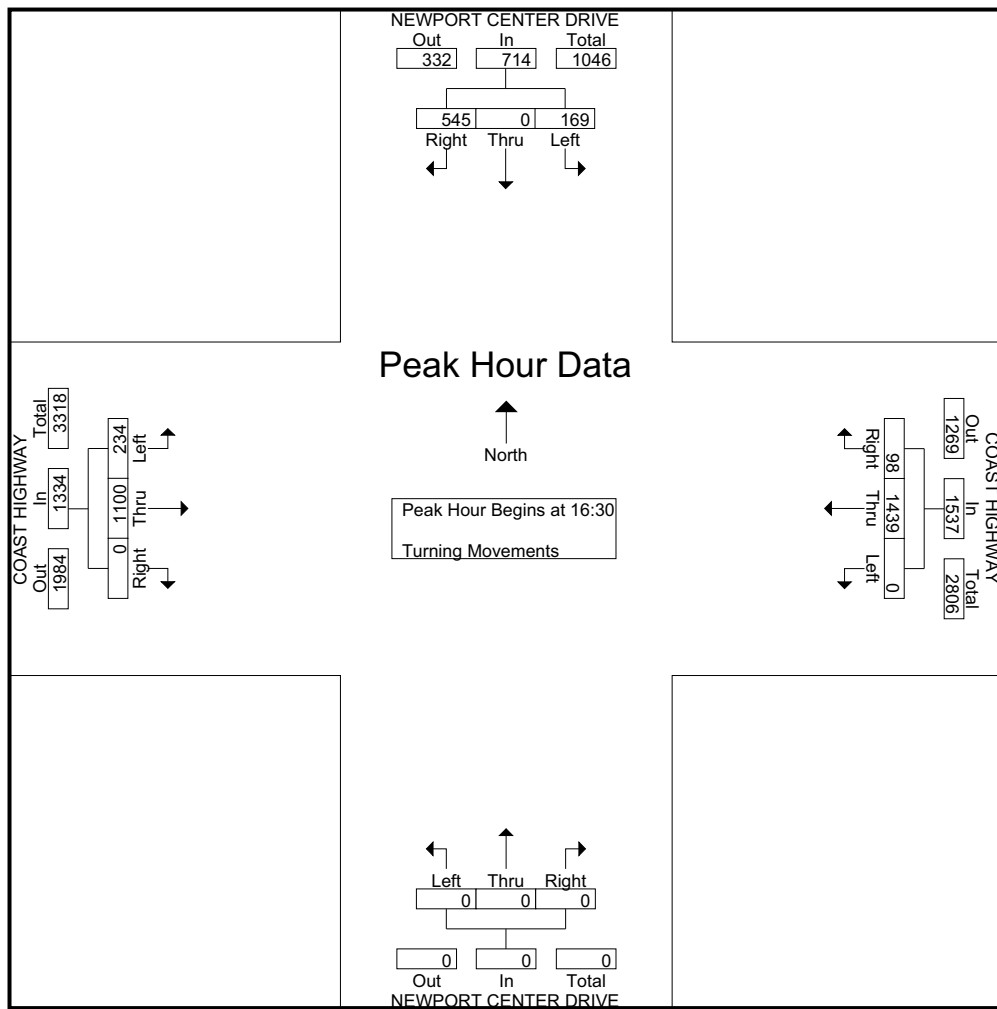 NEWPORT CENTER DRIVE
Out In Total
332 714 1046
545 0 169
Right Thru Left
Peak Hour Data
North
Peak Hour Begins at 16:30
Turning Movements
COAST HIGHWAY
Total In Out
3318 1334 1984
234 1100 0
Left Thru Right
COAST HIGHWAY
Out In Total
1269 1537 2806
98 1439 0
Right Thru Left
Left Thru Right
0 0 0
0 0 0
Out In Total
NEWPORT CENTER DRIVE